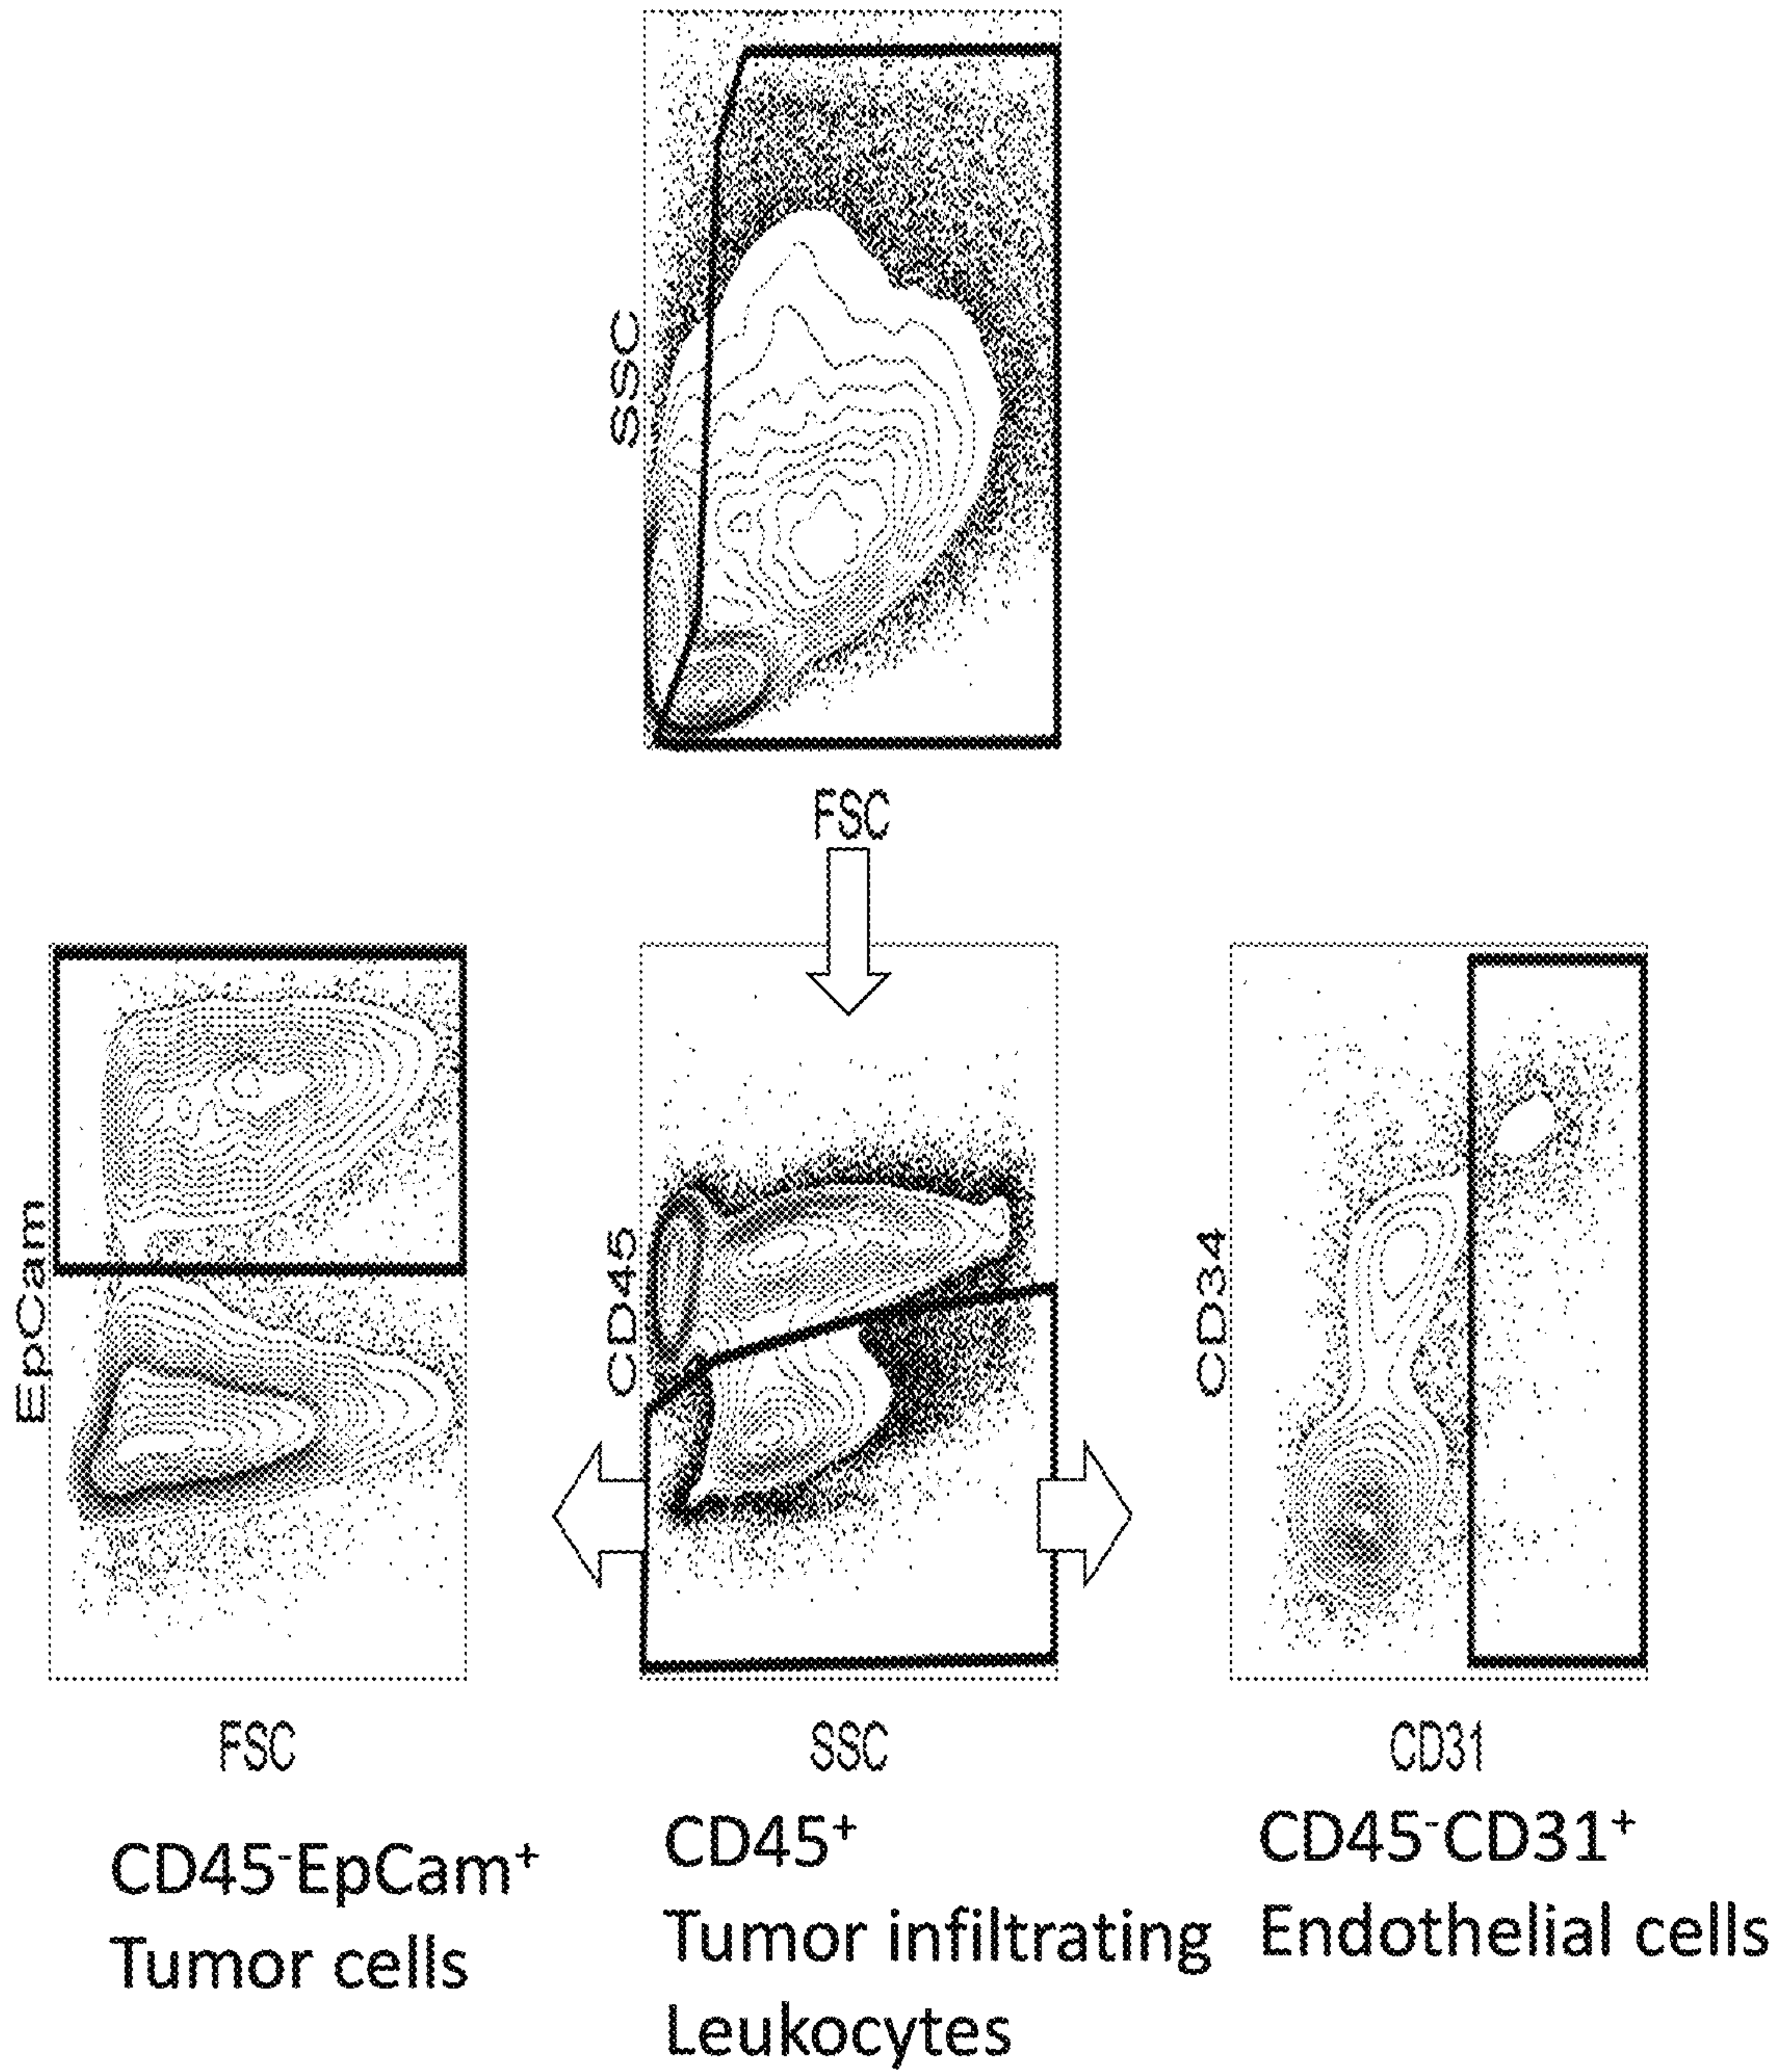 SSC
FSC
EpCam
CD45
CD34
FSC
SSC
CD31
CD45⁻EpCam⁺
Tumor cells
CD45⁺
Tumor infiltrating
Leukocytes
CD45⁻CD31⁺
Endothelial cells